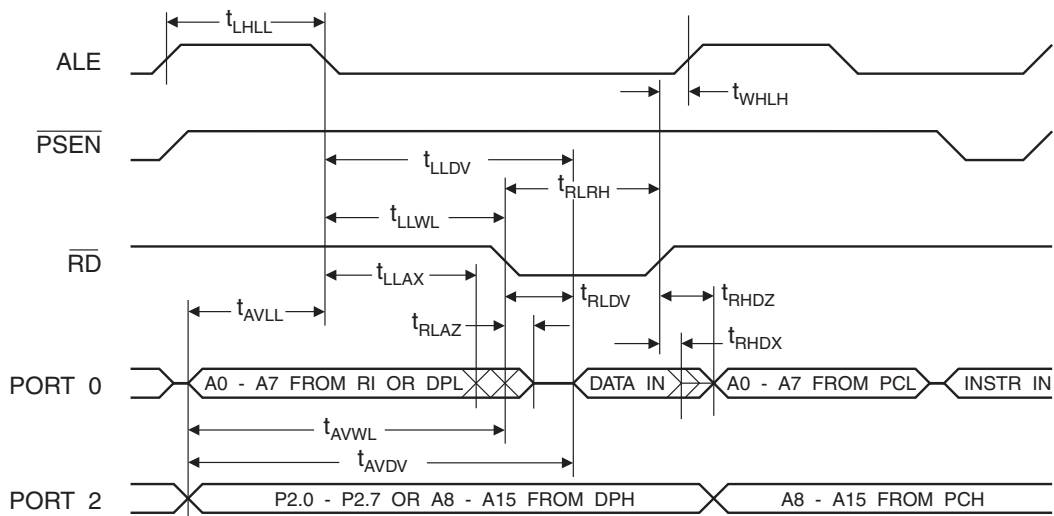 tLHLL
ALE
tWHLH
PSEN
tLLDV
tRLRH
tLLWL
RD
tLLAX
tRLDV
tRHDZ
tAVLL
tRLAZ
tRHDX
PORT 0
A0 - A7 FROM RI OR DPL
DATA IN
A0 - A7 FROM PCL
INSTR IN
tAVWL
tAVDV
PORT 2
P2.0 - P2.7 OR A8 - A15 FROM DPH
A8 - A15 FROM PCH